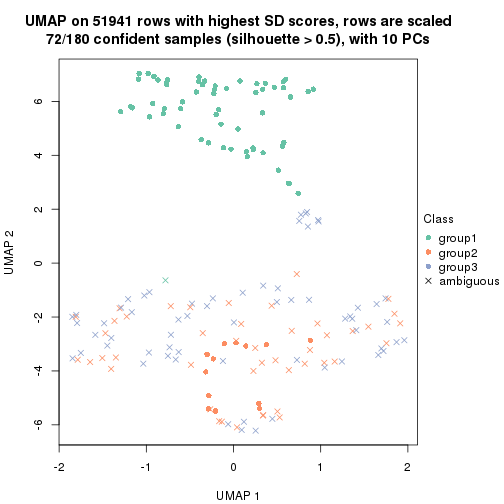 UMAP on 51941 rows with highest SD scores, rows are scaled
72/180 confident samples (silhouette > 0.5), with 10 PCs
6
4
2
0
-2
-4
-6
UMAP 2
-2
-1
0
1
2
UMAP 1
Class
group1
group2
group3
ambiguous